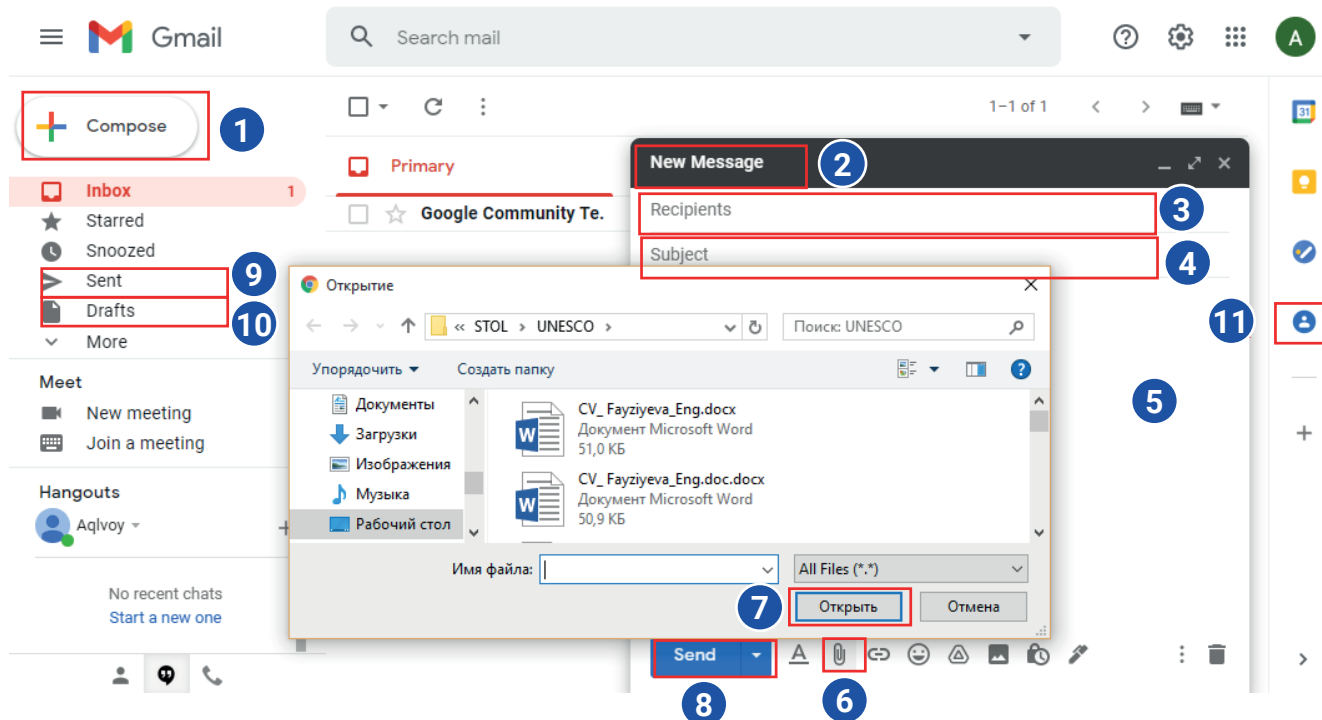 Gmail
Search mail
A
Compose
1
1–1 of 1
31
Primary
New Message
2
Inbox 1
Starred
Google Community Te.
Recipients
3
Snoozed
Subject
4
Sent
9
Drafts
10
More
Открытие
« STOL › UNESCO ›
Поиск: UNESCO
11
Упорядочить
Создать папку
?
Meet
New meeting
Join a meeting
Документы
Загрузки
Изображения
Музыка
Рабочий стол
CV_ Fayziyeva_Eng.docx
Документ Microsoft Word
51,0 КБ
CV_ Fayziyeva_Eng.doc.docx
Документ Microsoft Word
50,9 КБ
5
Hangouts
Aqlvoy
Имя файла:
All Files (*.*)
7
Открыть
Отмена
No recent chats
Start a new one
Send
A
8
6